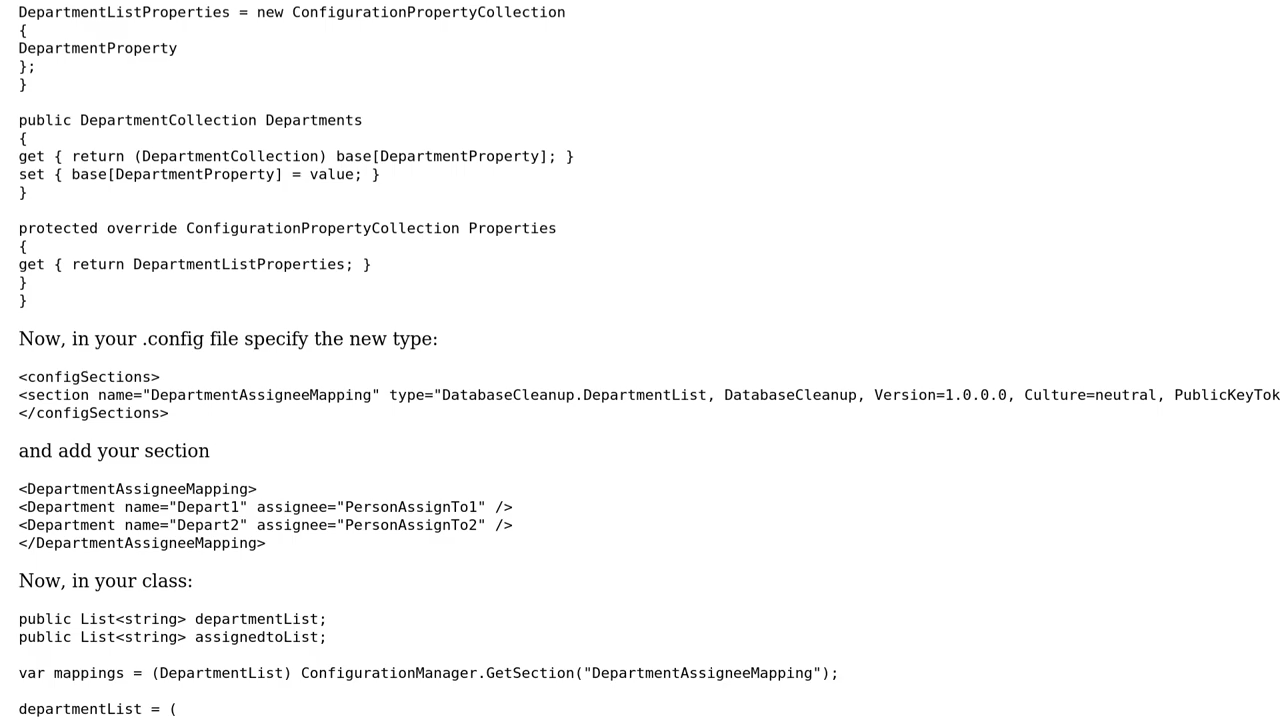 DepartmentListProperties = new ConfigurationPropertyCollection
{
DepartmentProperty
};
}
public DepartmentCollection Departments
{
get { return (DepartmentCollection) base[DepartmentProperty]; }
set { base[DepartmentProperty] = value; }
}
protected override ConfigurationPropertyCollection Properties
{
get { return DepartmentListProperties; }
}
}
Now, in your .config file specify the new type:
<configSections>
<section name="DepartmentAssigneeMapping" type="DatabaseCleanup.DepartmentList, DatabaseCleanup, Version=1.0.0.0, Culture=neutral, PublicKeyTok
</configSections>
and add your section
<DepartmentAssigneeMapping>
<Department name="Depart1" assignee="PersonAssignTo1" />
<Department name="Depart2" assignee="PersonAssignTo2" />
</DepartmentAssigneeMapping>
Now, in your class:
public List<string> departmentList;
public List<string> assignedtoList;
var mappings = (DepartmentList) ConfigurationManager.GetSection("DepartmentAssigneeMapping");
departmentList = (